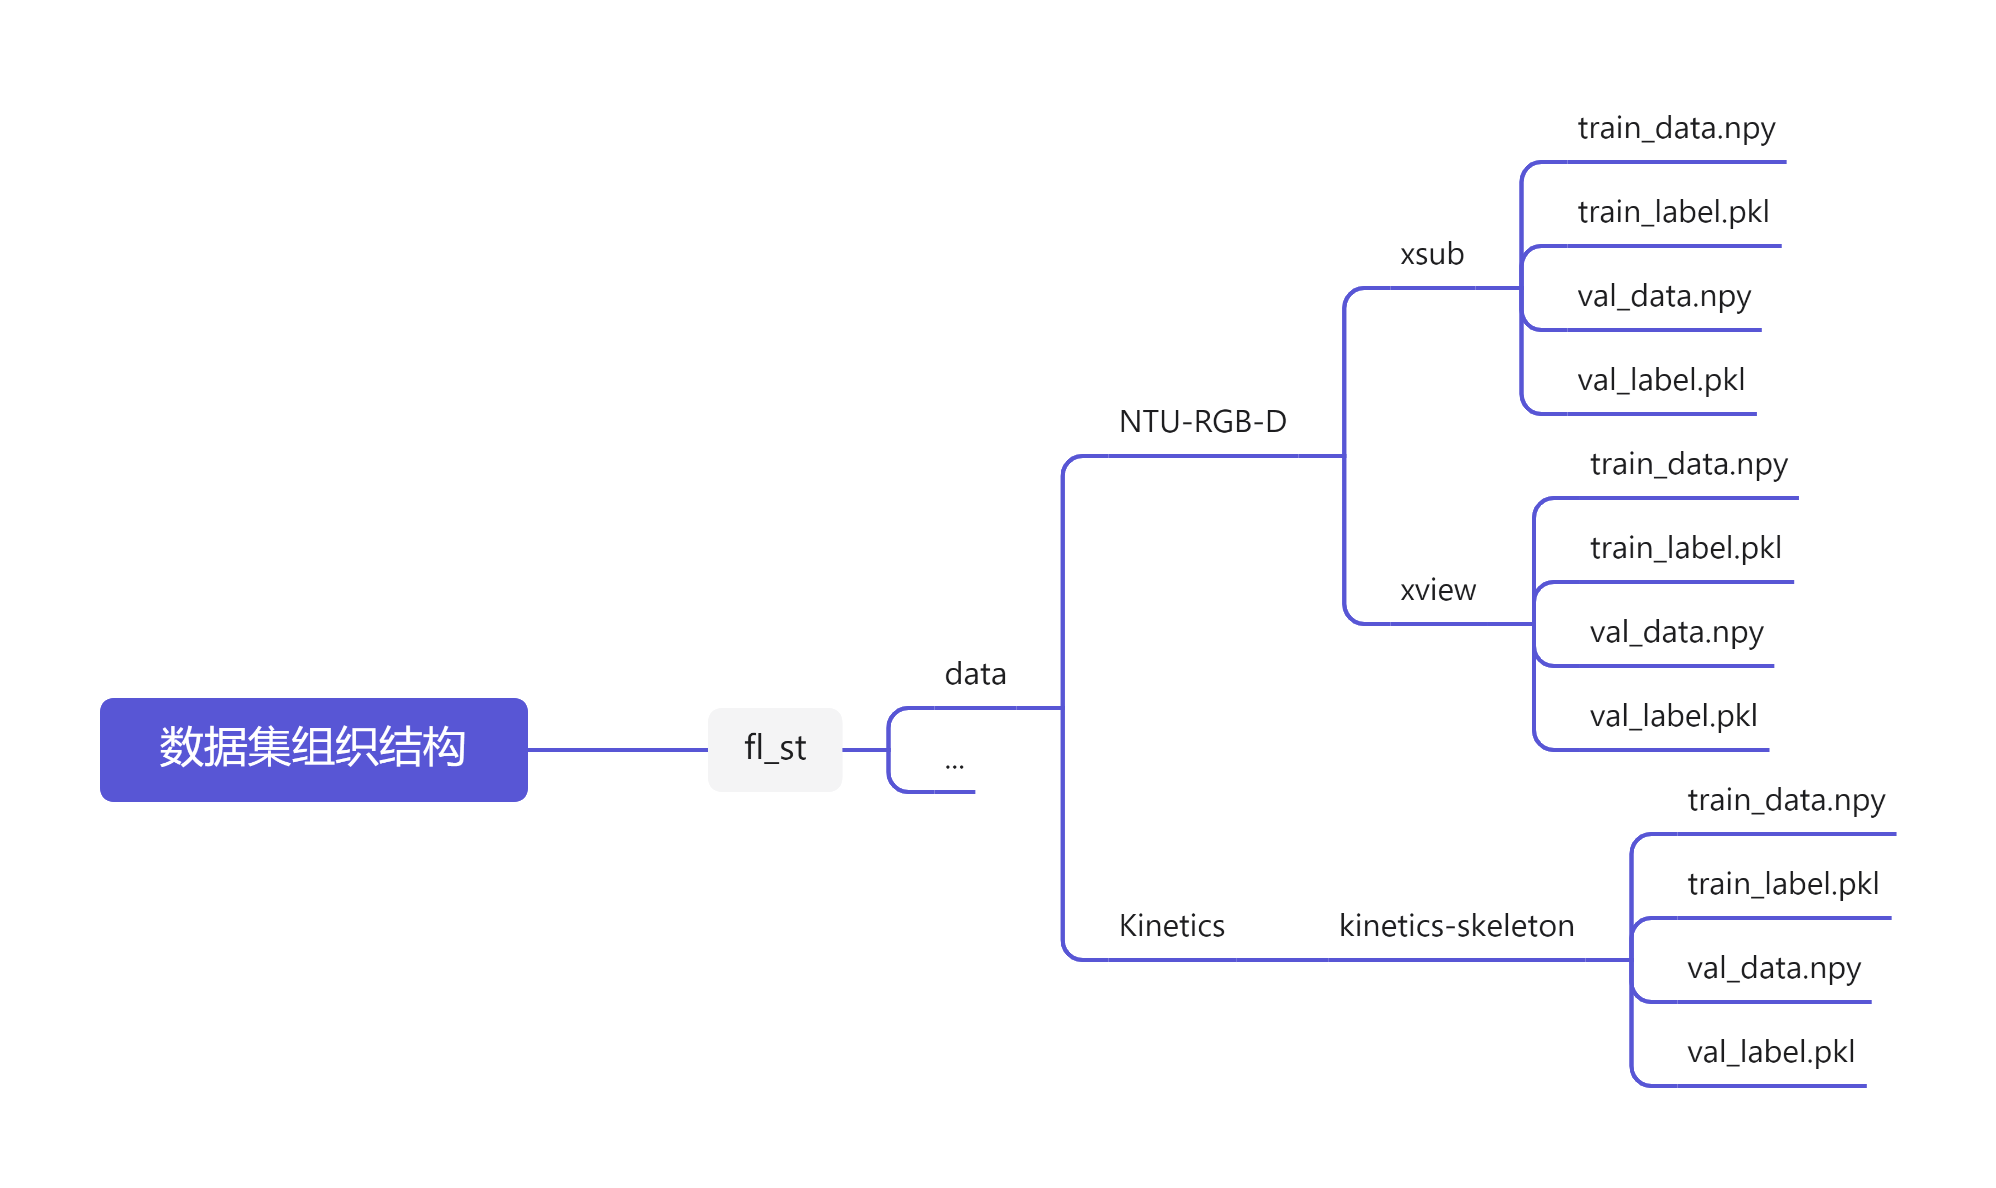 数据集组织结构
fl_st
data
...
NTU-RGB-D
xsub
train_data.npy
train_label.pkl
val_data.npy
val_label.pkl
xview
train_data.npy
train_label.pkl
val_data.npy
val_label.pkl
Kinetics
kinetics-skeleton
train_data.npy
train_label.pkl
val_data.npy
val_label.pkl